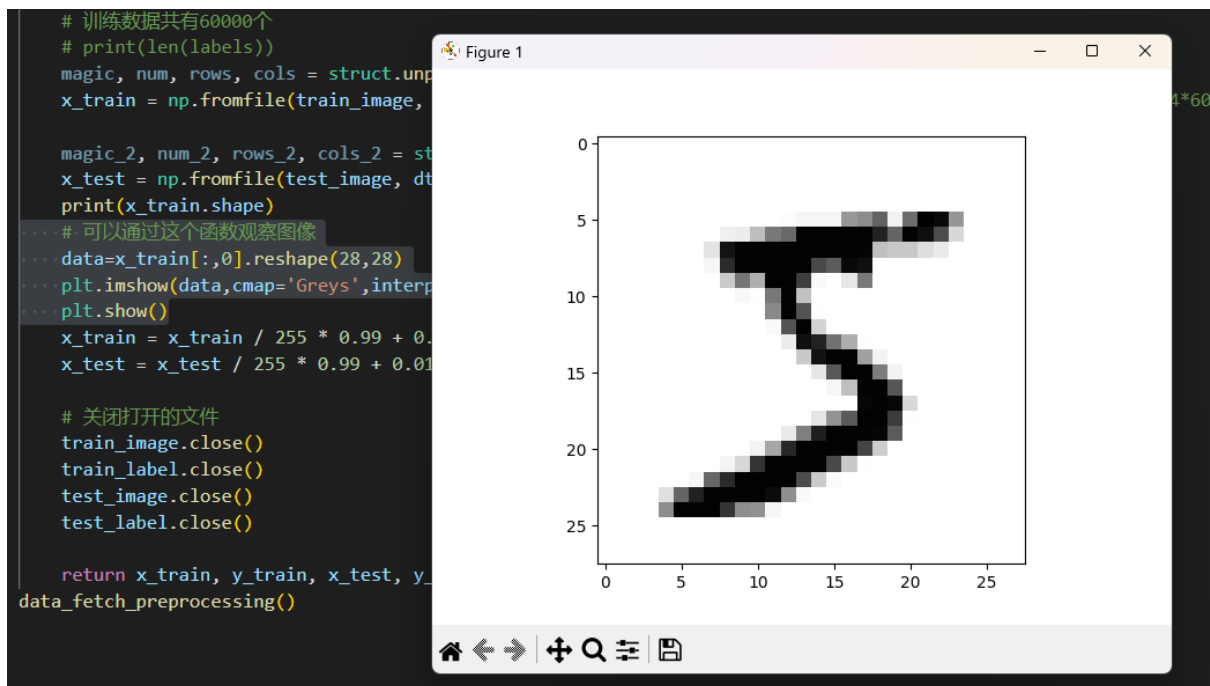 # 训练数据共有60000个
# print(len(labels))
magic, num, rows, cols = struct.unp
x_train = np.fromfile(train_image,
4*60
magic_2, num_2, rows_2, cols_2 = st
x_test = np.fromfile(test_image, dt
print(x_train.shape)
# 可以通过这个函数观察图像
data=x_train[:,0].reshape(28,28)
plt.imshow(data,cmap='Greys',interp
plt.show()
x_train = x_train / 255 * 0.99 + 0.
x_test = x_test / 255 * 0.99 + 0.01
# 关闭打开的文件
train_image.close()
train_label.close()
test_image.close()
test_label.close()
return x_train, y_train, x_test, y_
data_fetch_preprocessing()
Figure 1
0
5
10
15
20
25
0 5 10 15 20 25
5